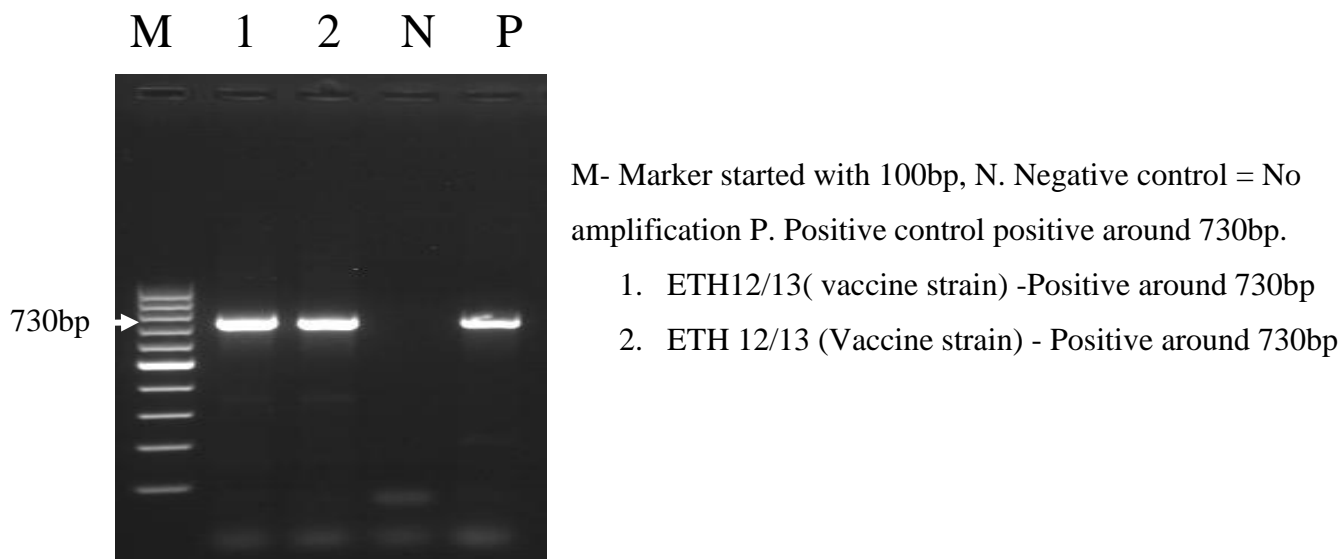 M 1 2 N P
730bp
M- Marker started with 100bp, N. Negative control = No
amplification P. Positive control positive around 730bp.
1. ETH12/13( vaccine strain) -Positive around 730bp
2. ETH 12/13 (Vaccine strain) - Positive around 730bp